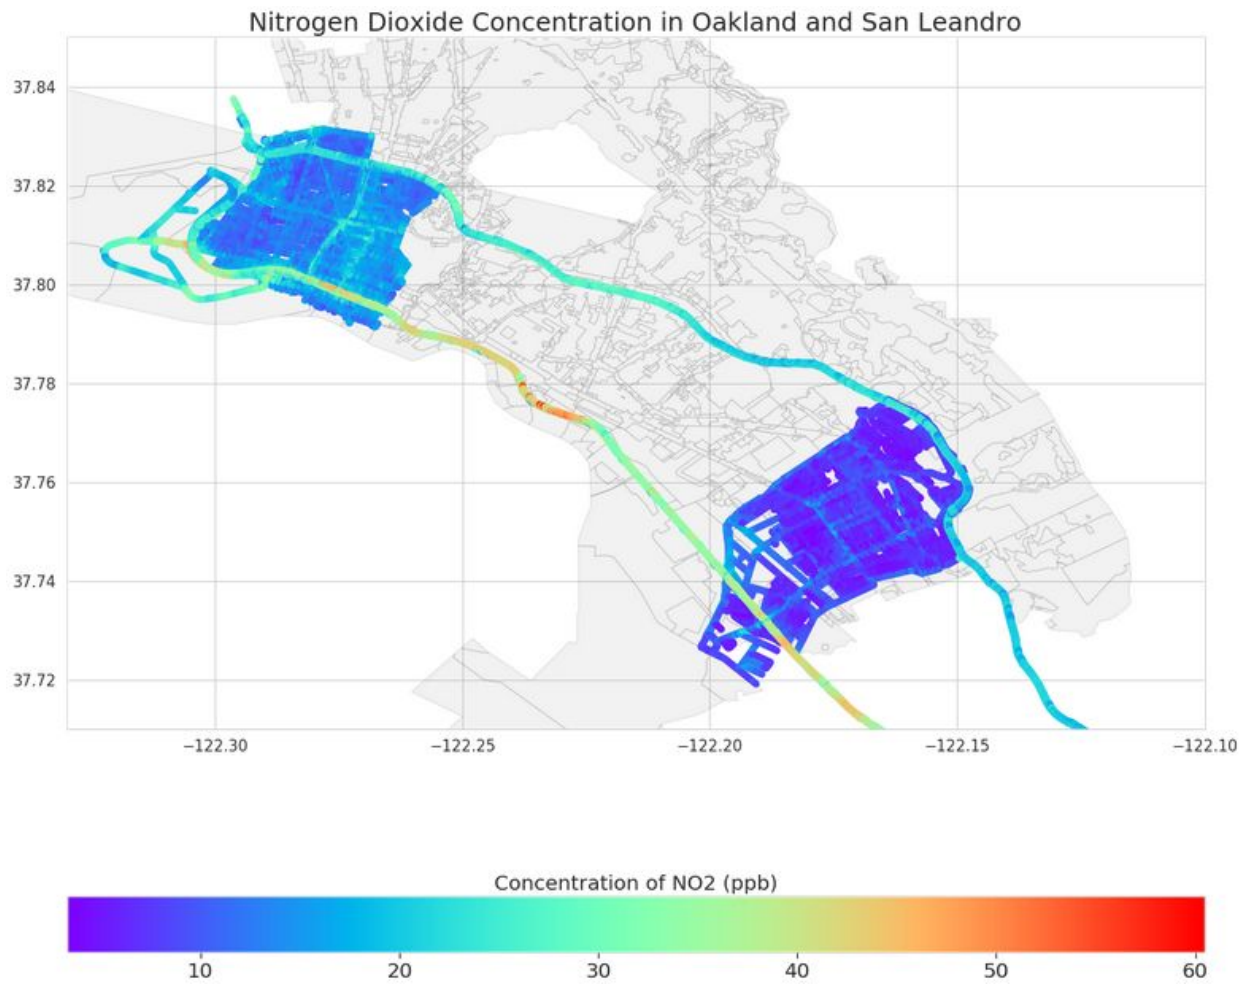 Nitrogen Dioxide Concentration in Oakland and San Leandro
37.84
37.82
37.80
37.78
37.76
37.74
37.72
−122.30 −122.25 −122.20 −122.15 −122.10
Concentration of NO2 (ppb)
10 20 30 40 50 60